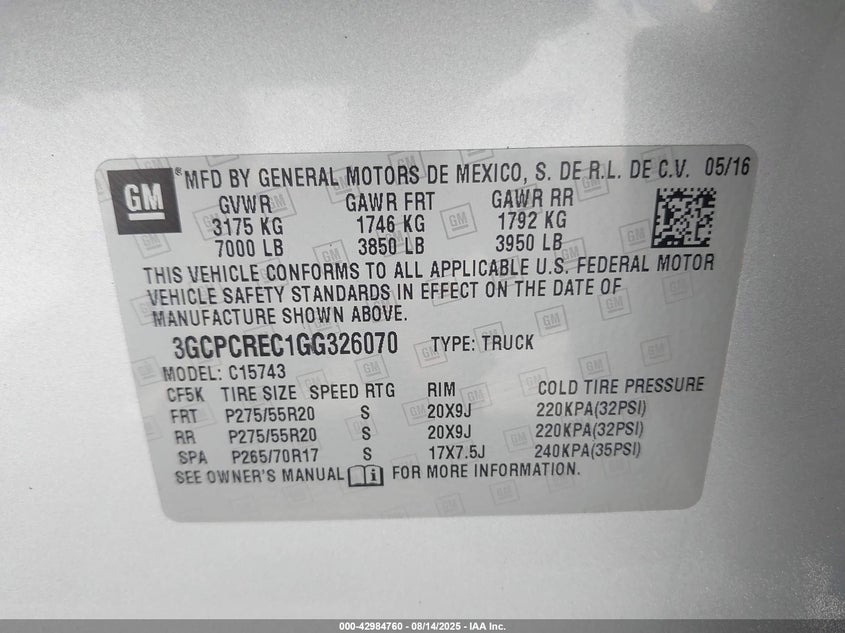 GM ® MFD BY GENERAL MOTORS DE MEXICO, S. DE R.L. DE C.V. 05/16
GVWR GAWR FRT GAWR RR
3175 KG 1746 KG 1792 KG
7000 LB 3850 LB 3950 LB
THIS VEHICLE CONFORMS TO ALL APPLICABLE U.S. FEDERAL MOTOR
VEHICLE SAFETY STANDARDS IN EFFECT ON THE DATE OF
MANUFACTURE SHOWN ABOVE.
3GCPCREC1GG326070 TYPE: TRUCK
MODEL: C15743
CF5K TIRE SIZE SPEED RTG RIM COLD TIRE PRESSURE
FRT P275/55R20 S 20X9J 220KPA(32PSI)
RR P275/55R20 S 20X9J 220KPA(32PSI)
SPA P265/70R17 S 17X7.5J 240KPA(35PSI)
SEE OWNER'S MANUAL i FOR MORE INFORMATION.
000-42984760 - 08/14/2025 - IAA Inc.